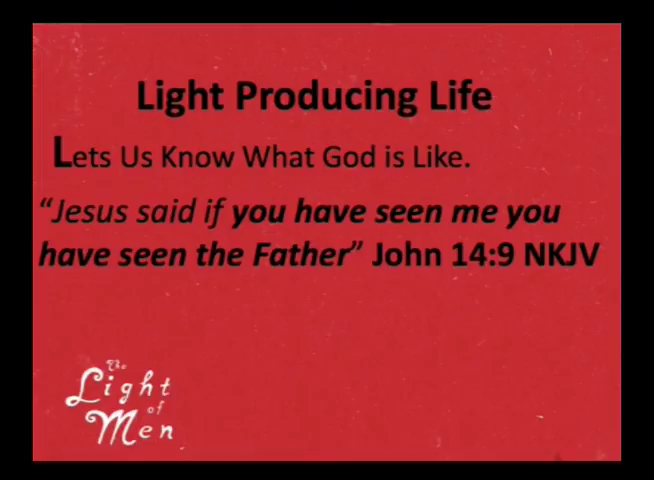 Light Producing Life
Lets Us Know What God is Like.
“Jesus said if you have seen me you
have seen the Father” John 14:9 NKJV
The
Light
of
Men